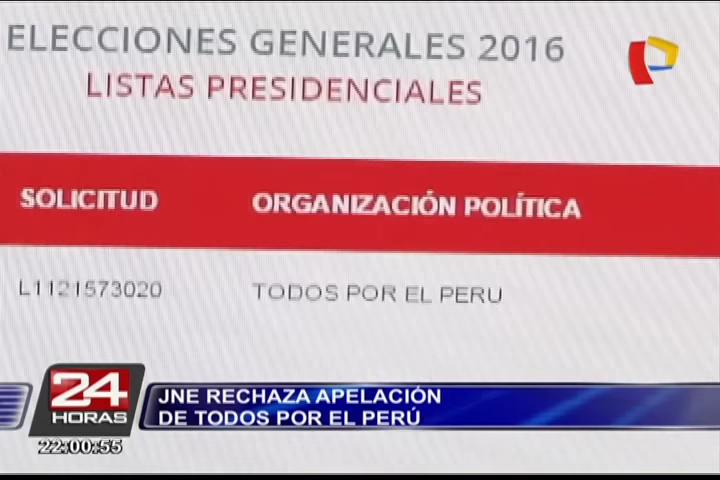 ELECCIONES GENERALES 2016
LISTAS PRESIDENCIALES
SOLICITUD ORGANIZACIÓN POLÍTICA
L1121573020 TODOS POR EL PERU
24
HORAS
JNE RECHAZA APELACIÓN
DE TODOS POR EL PERÚ
22:00:55